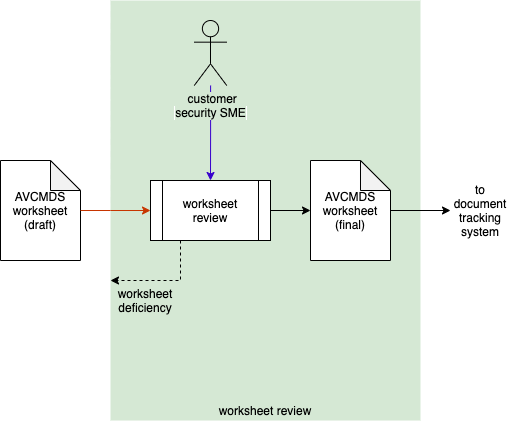 customer
security SME
AVCMDS
worksheet
(draft)
worksheet
review
AVCMDS
worksheet
(final)
to
document
tracking
system
worksheet
deficiency
worksheet review